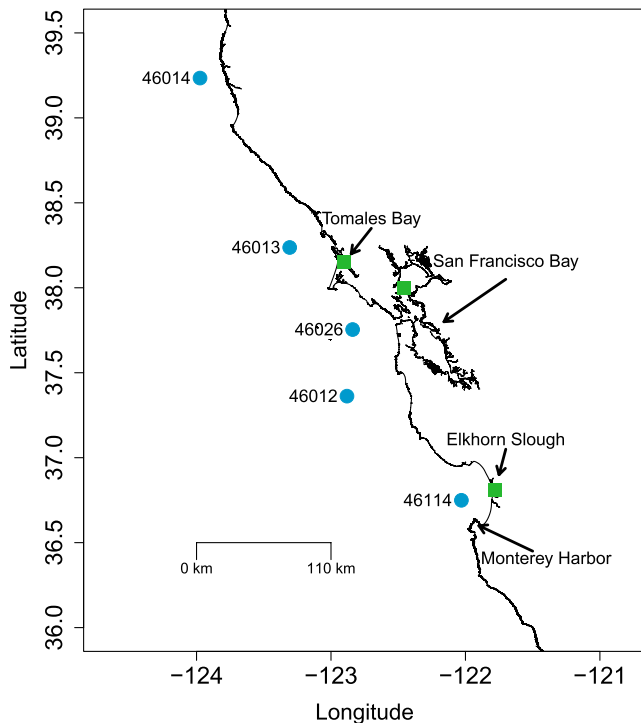 39.5
46014
39.0
38.5
Tomales Bay
46013
San Francisco Bay
38.0
Latitude
46026
37.5
46012
37.0
Elkhorn Slough
46114
36.5
0 km
110 km
Monterey Harbor
36.0
−124
−123
−122
−121
Longitude